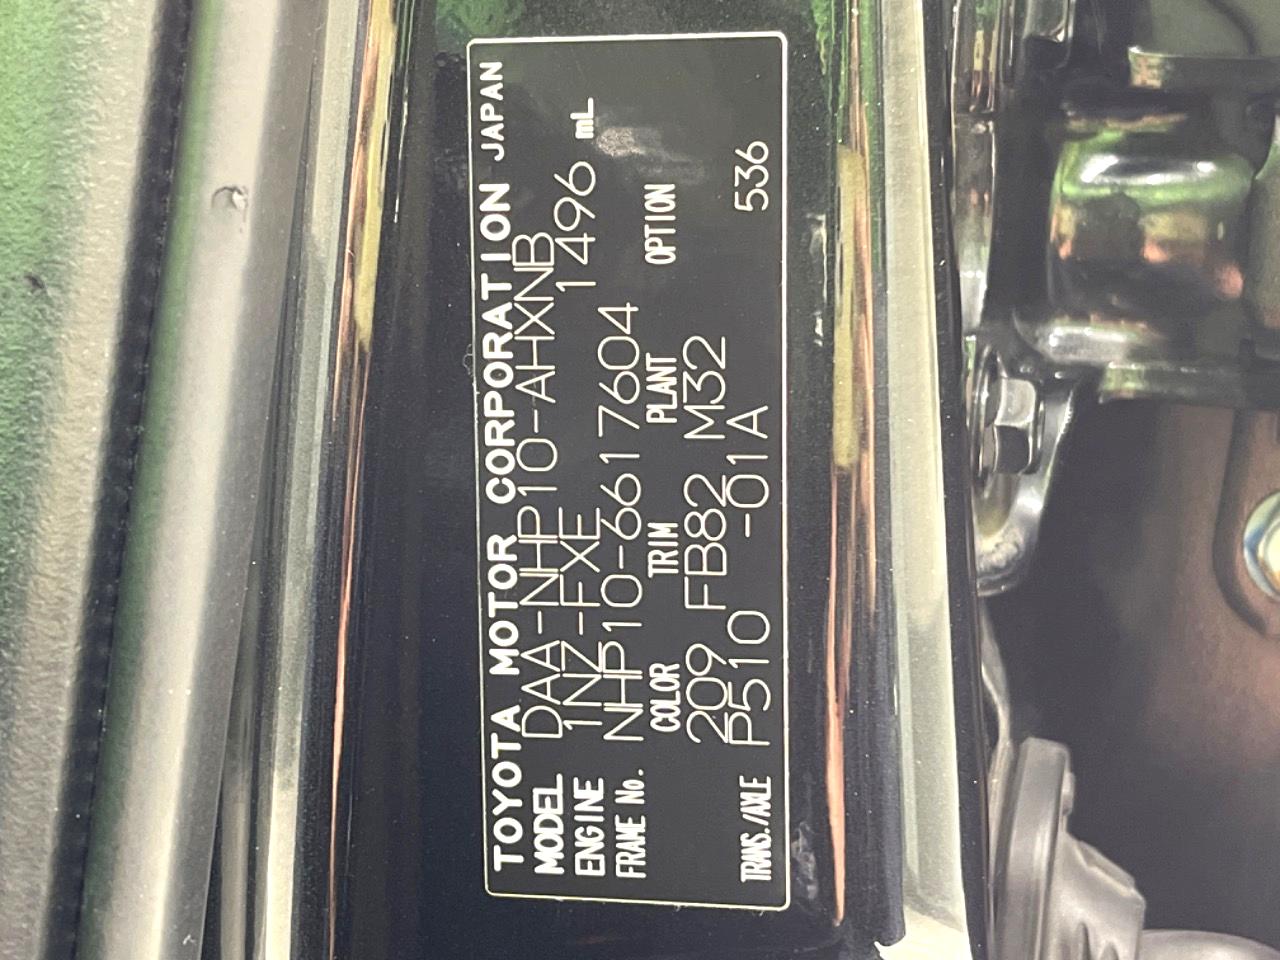 TOYOTA MOTOR CORPORATION JAPAN
MODEL DAA-NHP10-AHXNB
ENGINE 1NZ-FXE 1496 mL
FRAME No. NHP10-6617604
COLOR TRIM PLANT OPTION
209 FB82 M32
TRANS./AXLE P510 -01A 536